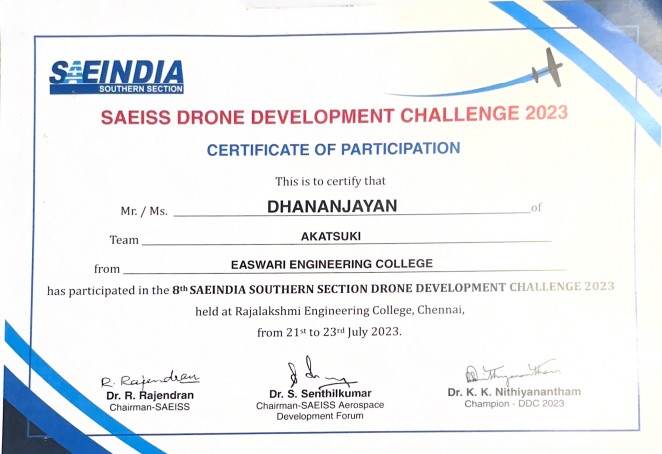 SAEINDIA
SOUTHERN SECTION
SAEISS DRONE DEVELOPMENT CHALLENGE 2023
CERTIFICATE OF PARTICIPATION
This is to certify that
Mr. / Ms. DHANANJAYAN of
Team AKATSUKI
from EASWARI ENGINEERING COLLEGE
has participated in the 8th SAEINDIA SOUTHERN SECTION DRONE DEVELOPMENT CHALLENGE 2023
held at Rajalakshmi Engineering College, Chennai,
from 21st to 23rd July 2023.
R. Rajendran
Dr. R. Rajendran Dr. S. Senthilkumar Dr. K. K. Nithiyanantham
Chairman-SAEISS Chairman-SAEISS Aerospace Champion - DDC 2023
Development Forum